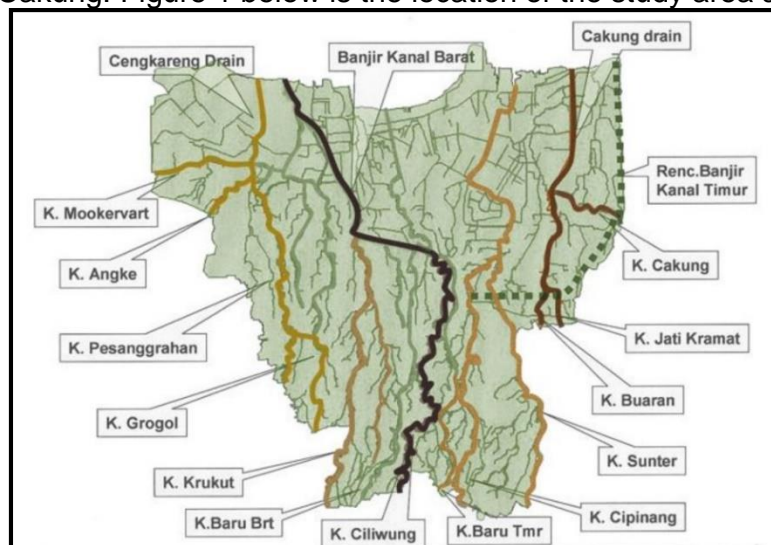 Cakung. Figure 1 below is the location of the study area
Cakung drain
Cengkareng Drain
Banjir Kanal Barat
Renc.Banjir
Kanal Timur
K. Mookervart
K. Angke
K. Cakung
K. Pesanggrahan
K. Jati Kramat
K. Buaran
K. Grogol
K. Sunter
K. Krukut
K. Cipinang
K.Baru Brt
K. Ciliwung
K.Baru Tmr